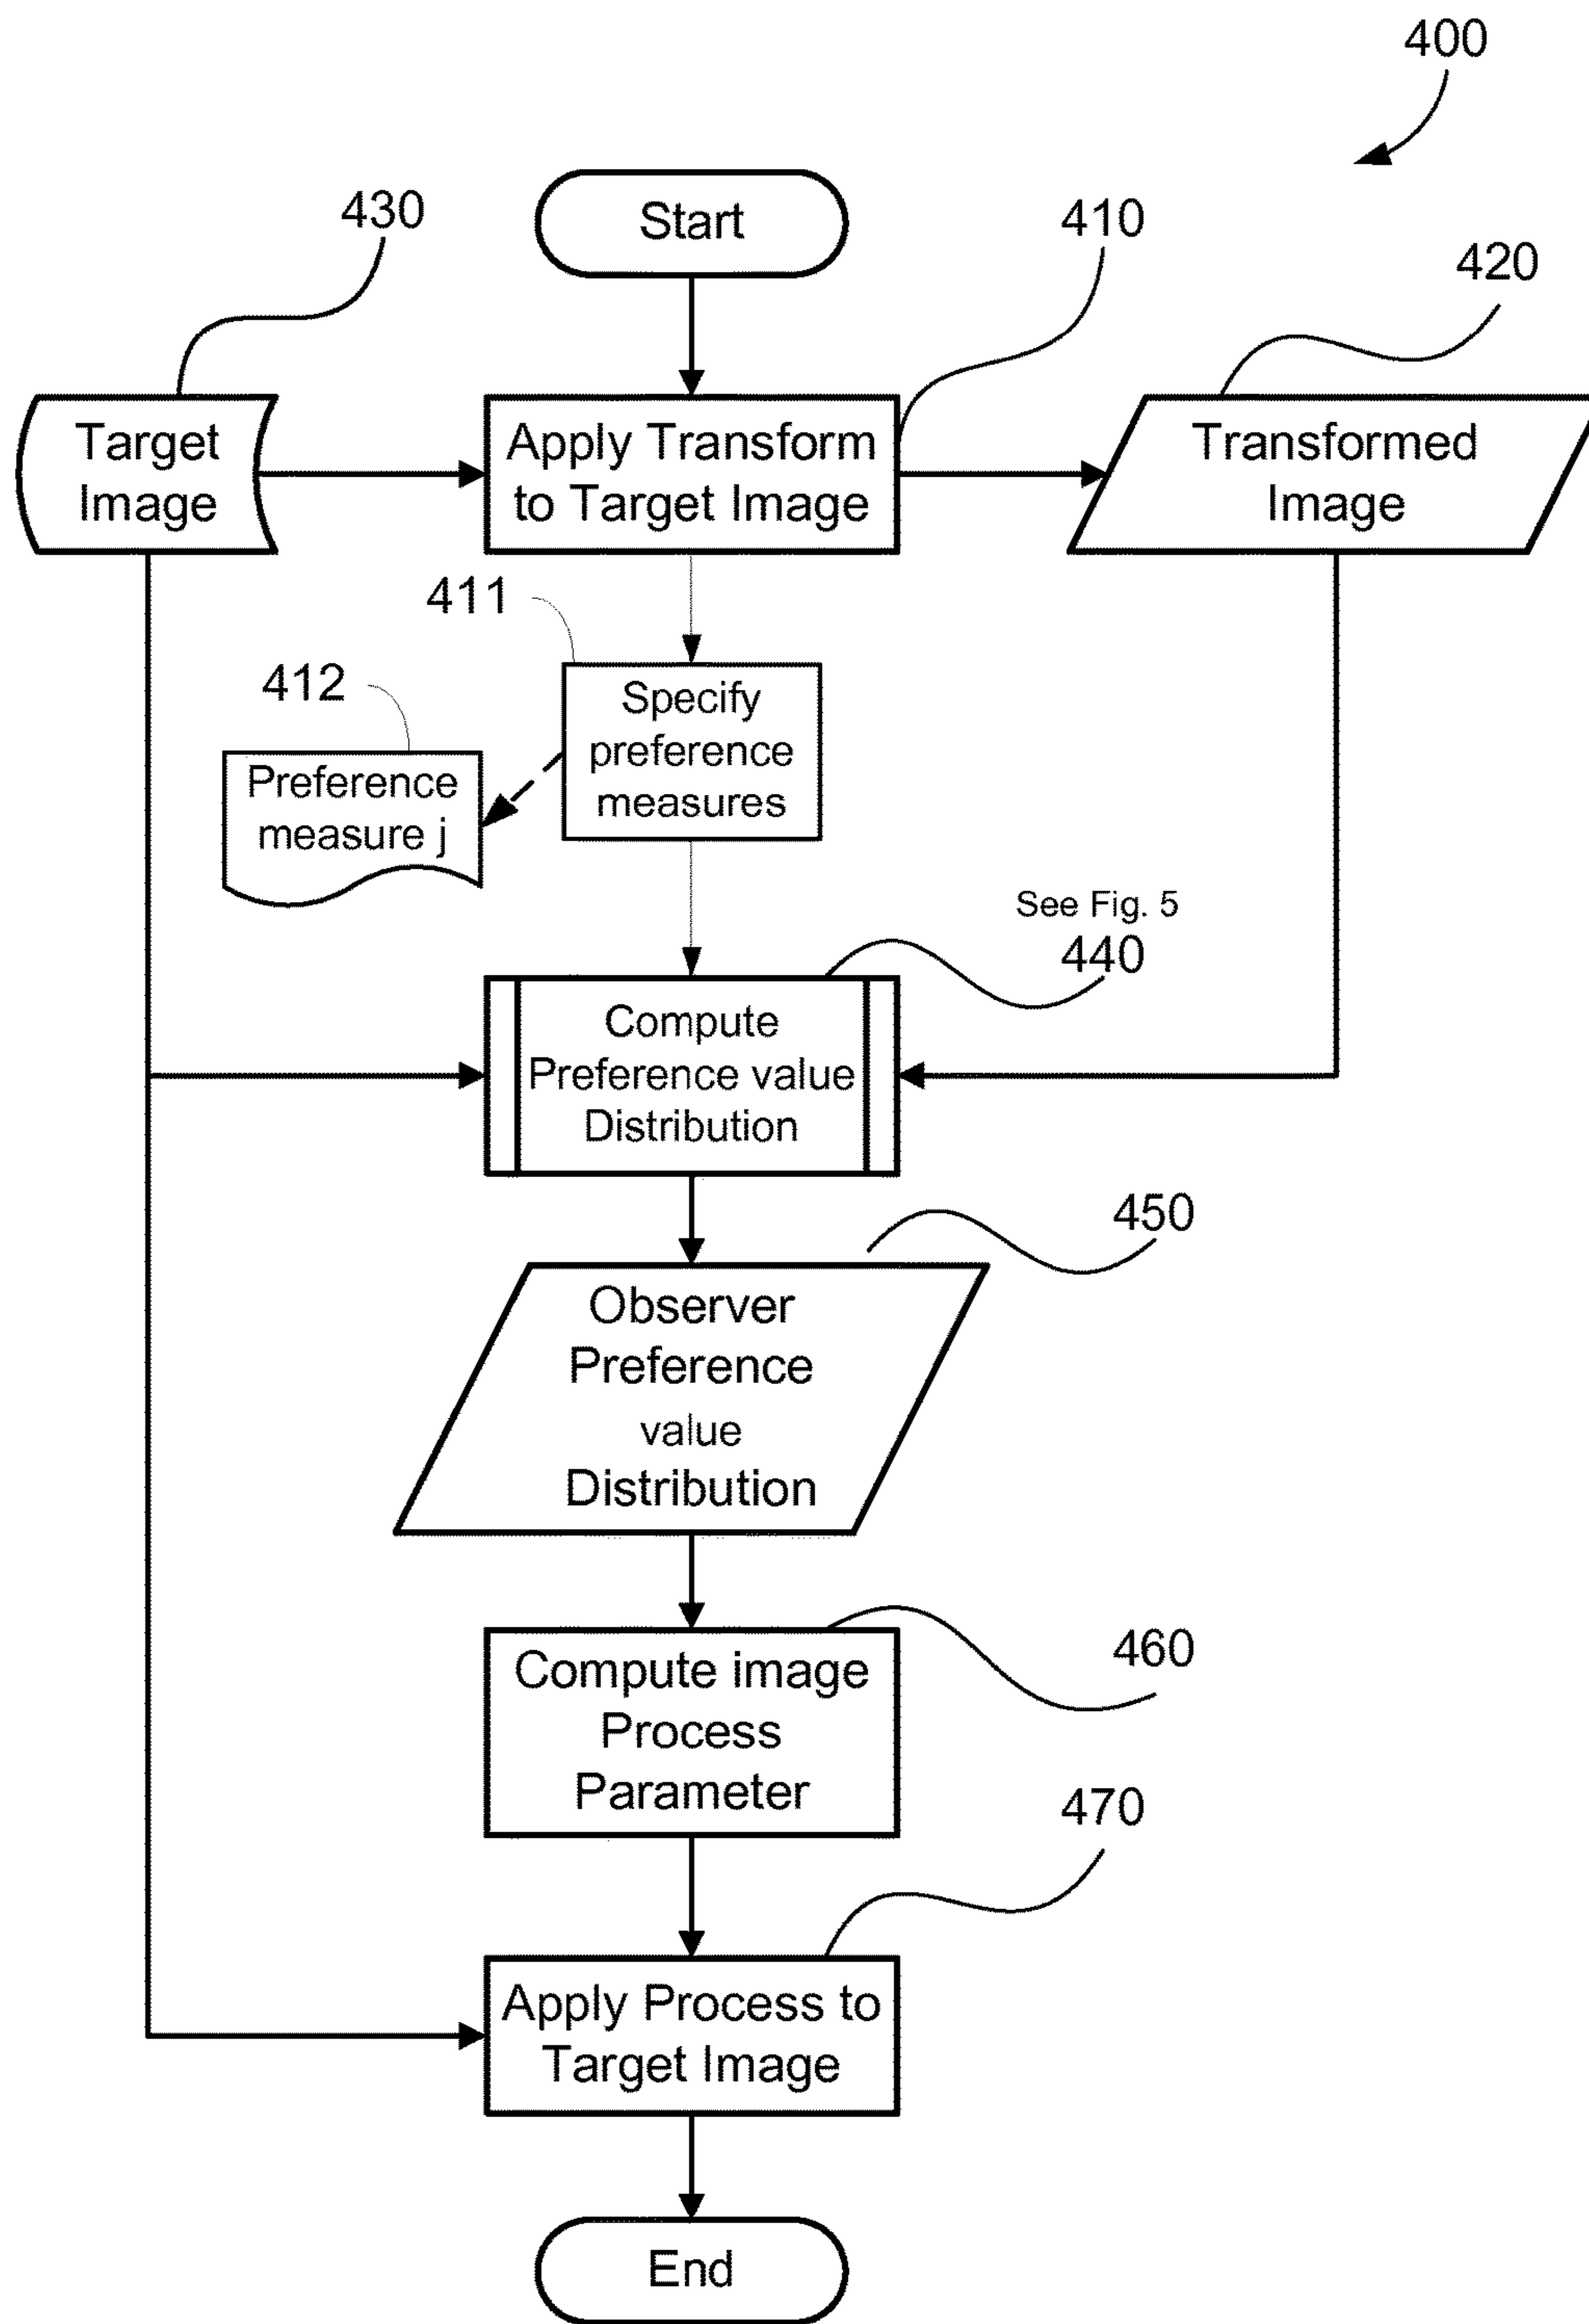 400
430
Start
410
420
Target
Image
Apply Transform
to Target Image
Transformed
Image
411
412
Specify
preference
measures
Preference
measure j
See Fig. 5
440
Compute
Preference value
Distribution
450
Observer
Preference
value
Distribution
460
Compute image
Process
Parameter
470
Apply Process to
Target Image
End